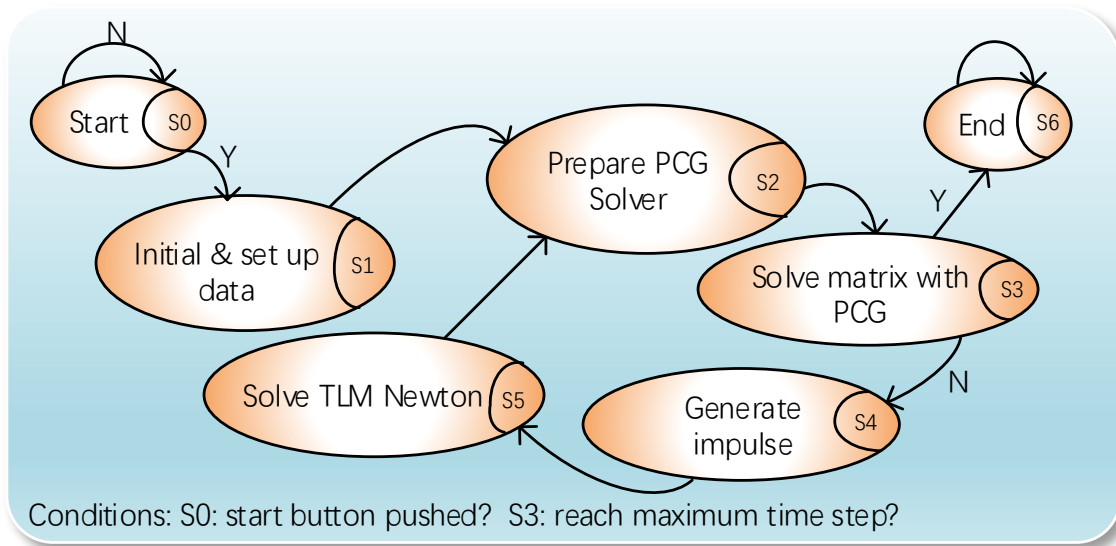 N
Start
S0
Y
Initial & set up
data
S1
Prepare PCG
Solver
S2
End
S6
Y
Solve matrix with
PCG
S3
N
Generate
impulse
S4
Solve TLM Newton
S5
Conditions: S0: start button pushed? S3: reach maximum time step?